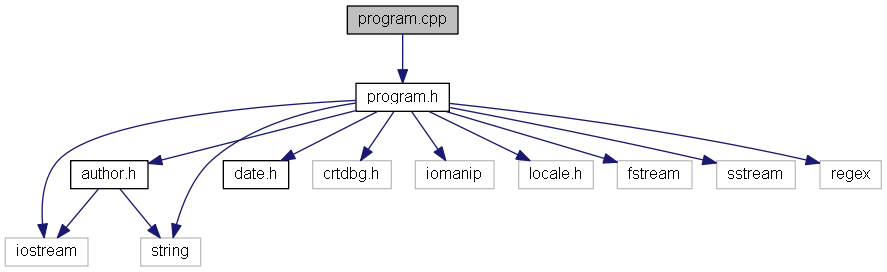 program.cpp
program.h
author.h
date.h
crtdbg.h
iomanip
locale.h
fstream
sstream
regex
iostream
string